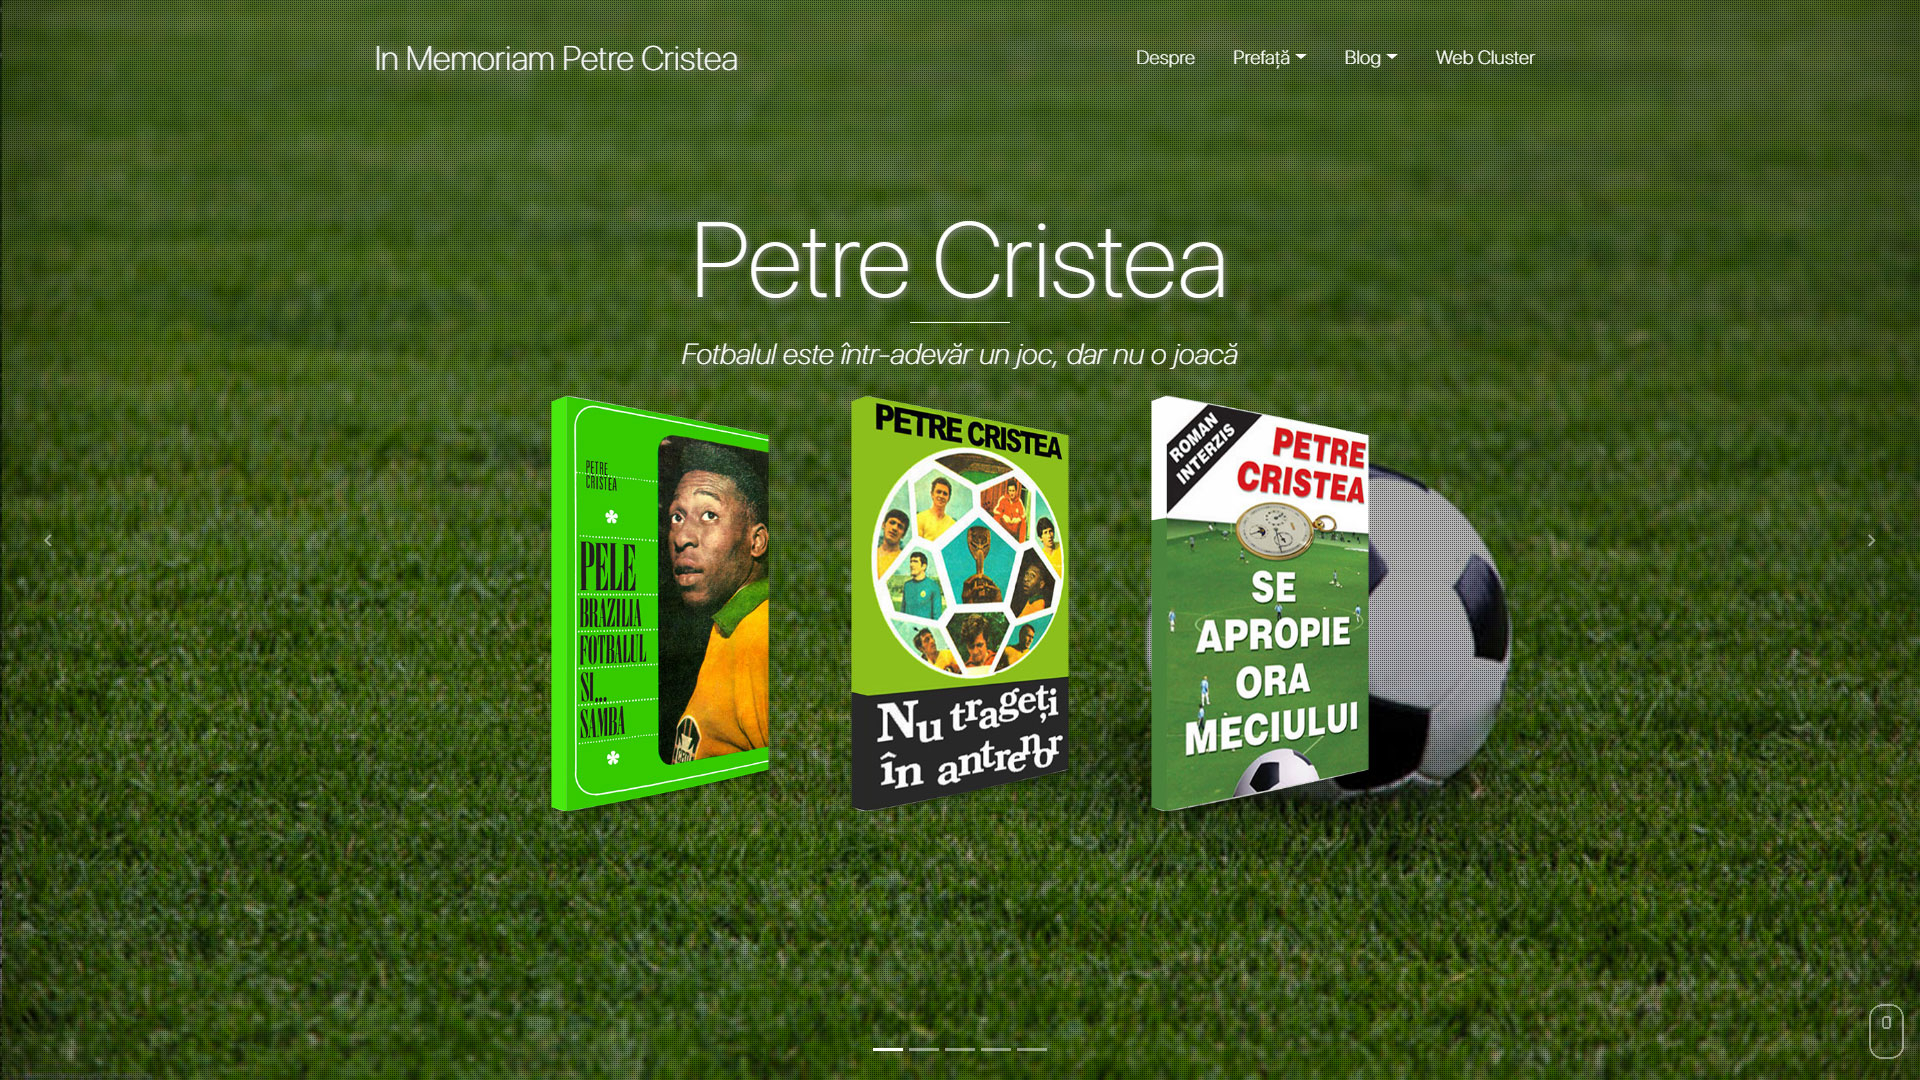 In Memoriam Petre Cristea
Despre Prefață Blog Web Cluster
Petre Cristea
Fotbalul este într-adevăr un joc, dar nu o joacă
PETRE
CRISTEA
PELE
BRAZILIA
FOTBALUL
SI...
SAMBA
PETRE CRISTEA
Nu trageți
în antrenor
ROMAN
INTERZIS
PETRE
CRISTEA
SE
APROPIE
ORA
MECIULUI